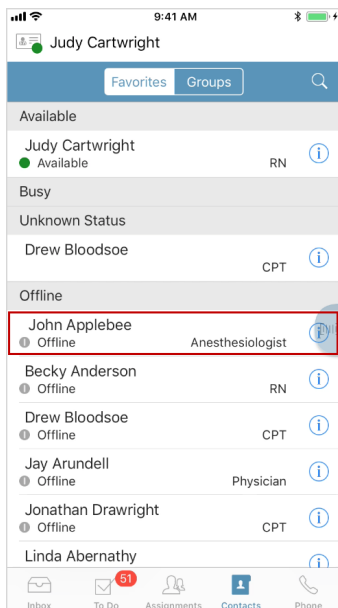 9:41 AM
Judy Cartwright
Favorites Groups
Available
Judy Cartwright
Available RN
Busy
Unknown Status
Drew Bloodsoe
CPT
Offline
John Applebee
Offline Anesthesiologist
Becky Anderson
Offline RN
Drew Bloodsoe
Offline CPT
Jay Arundell
Offline Physician
Jonathan Drawright
Offline CPT
Linda Abernathy
51
Inbox To Do Assignments Contacts Phone